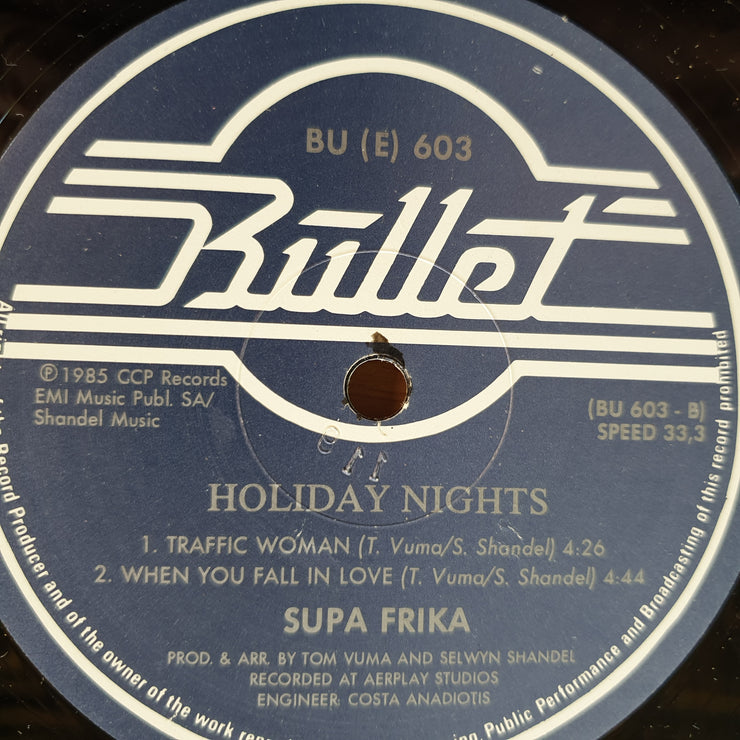 BU (E) 603
Bullet
℗ 1985 CCP Records
EMI Music Publ. SA/
Shandel Music
(BU 603 - B)
SPEED 33,3
HOLIDAY NIGHTS
1. TRAFFIC WOMAN (T. Vuma/S. Shandel) 4:26
2. WHEN YOU FALL IN LOVE (T. Vuma/S. Shandel) 4:44
SUPA FRIKA
PROD. & ARR. BY TOM VUMA AND SELWYN SHANDEL
RECORDED AT AERPLAY STUDIOS
ENGINEER: COSTA ANADIOTIS
Record Producer and of the owner of the work
Public Performance and Broadcasting of this record prohibited